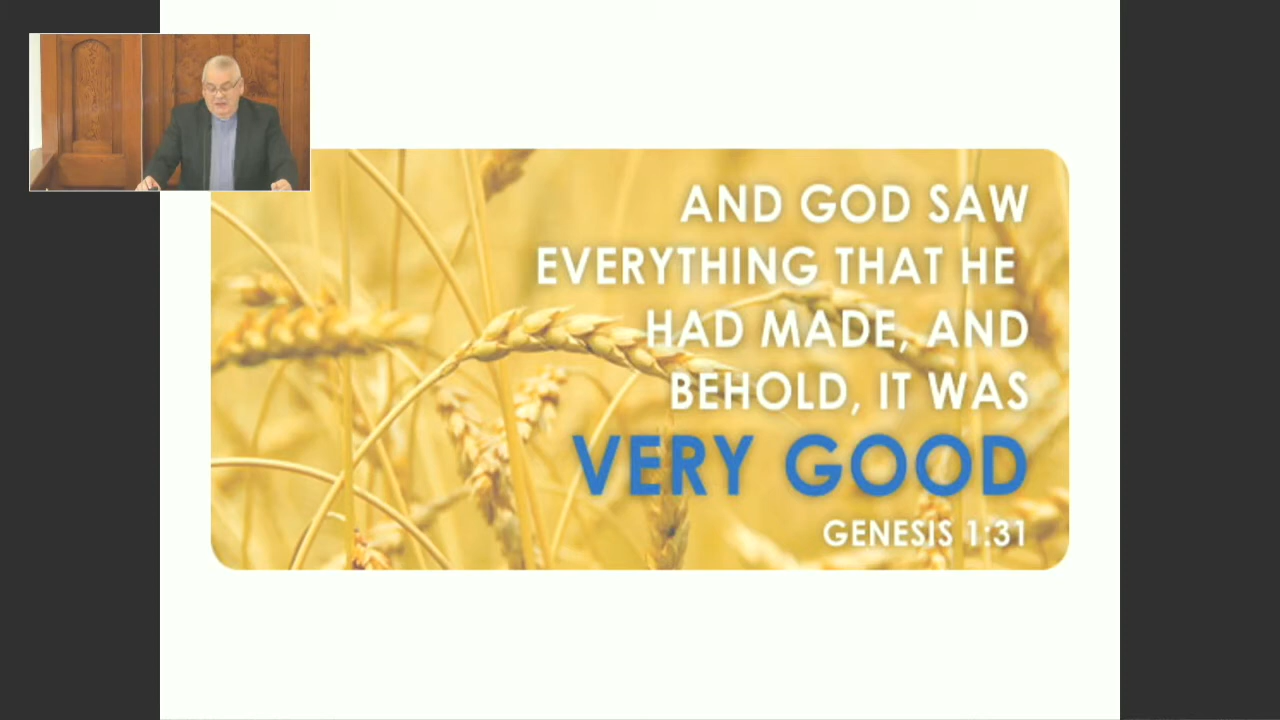 AND GOD SAW
EVERYTHING THAT HE
HAD MADE, AND
BEHOLD, IT WAS
VERY GOOD
GENESIS 1:31